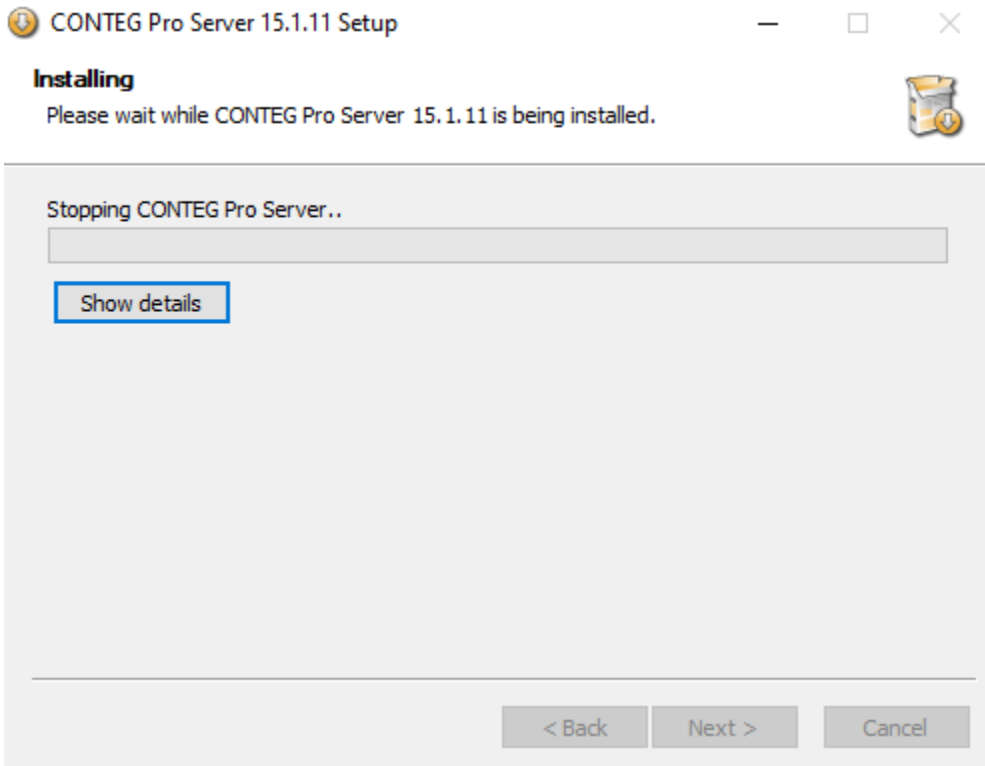 CONTEG Pro Server 15.1.11 Setup
Installing
Please wait while CONTEG Pro Server 15.1.11 is being installed.
Stopping CONTEG Pro Server..
Show details
< Back
Next >
Cancel